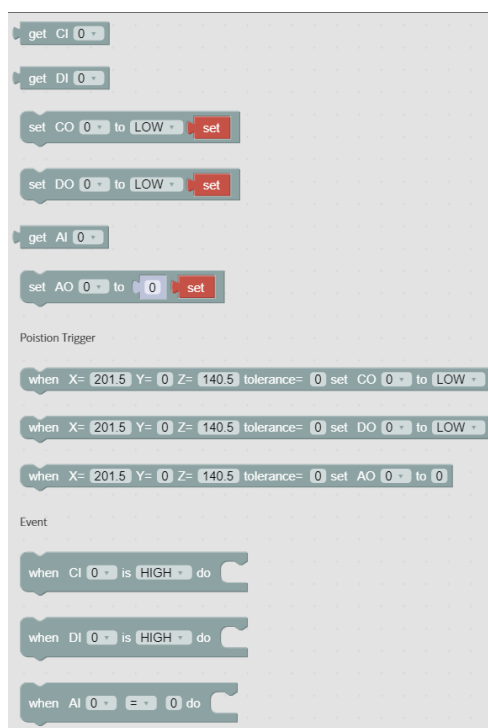 get CI 0
get DI 0
set CO 0 to LOW set
set DO 0 to LOW set
get AI 0
set AO 0 to 0 set
Poistion Trigger
when X= 201.5 Y= 0 Z= 140.5 tolerance= 0 set CO 0 to LOW
when X= 201.5 Y= 0 Z= 140.5 tolerance= 0 set DO 0 to LOW
when X= 201.5 Y= 0 Z= 140.5 tolerance= 0 set AO 0 to 0
Event
when CI 0 is HIGH do
when DI 0 is HIGH do
when AI 0 = 0 do